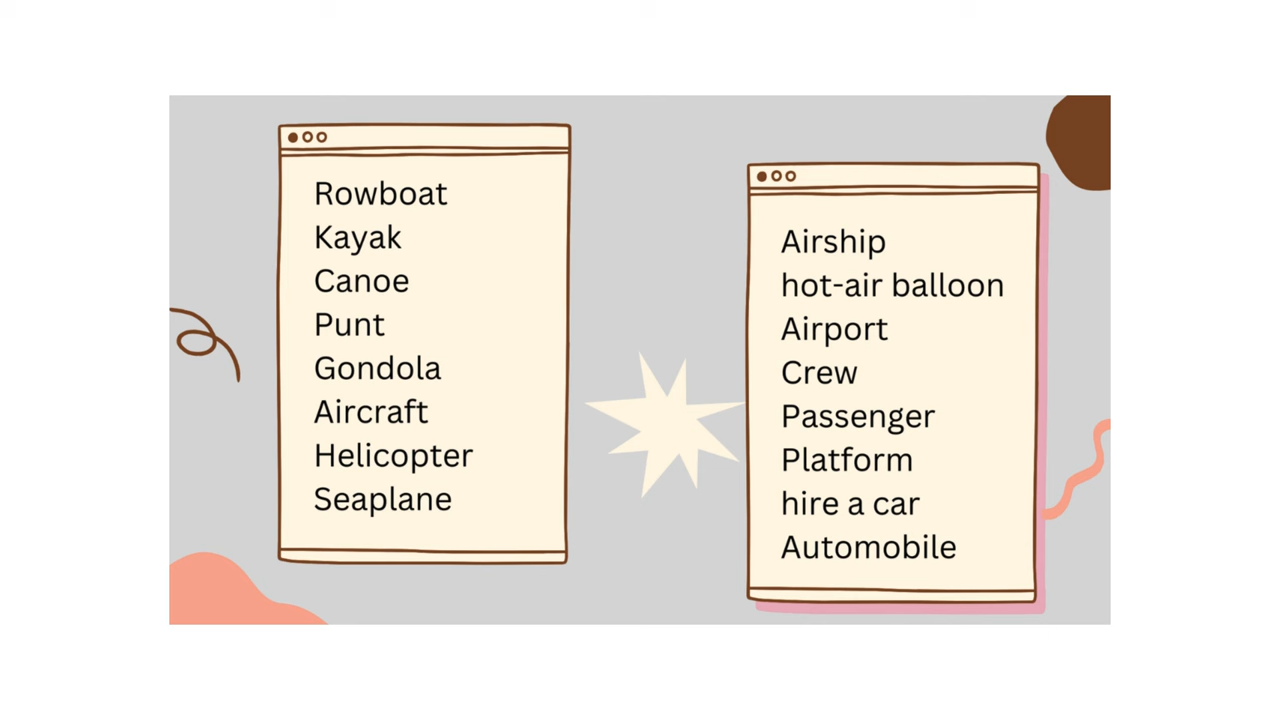 Rowboat
Kayak
Canoe
Punt
Gondola
Aircraft
Helicopter
Seaplane
Airship
hot-air balloon
Airport
Crew
Passenger
Platform
hire a car
Automobile